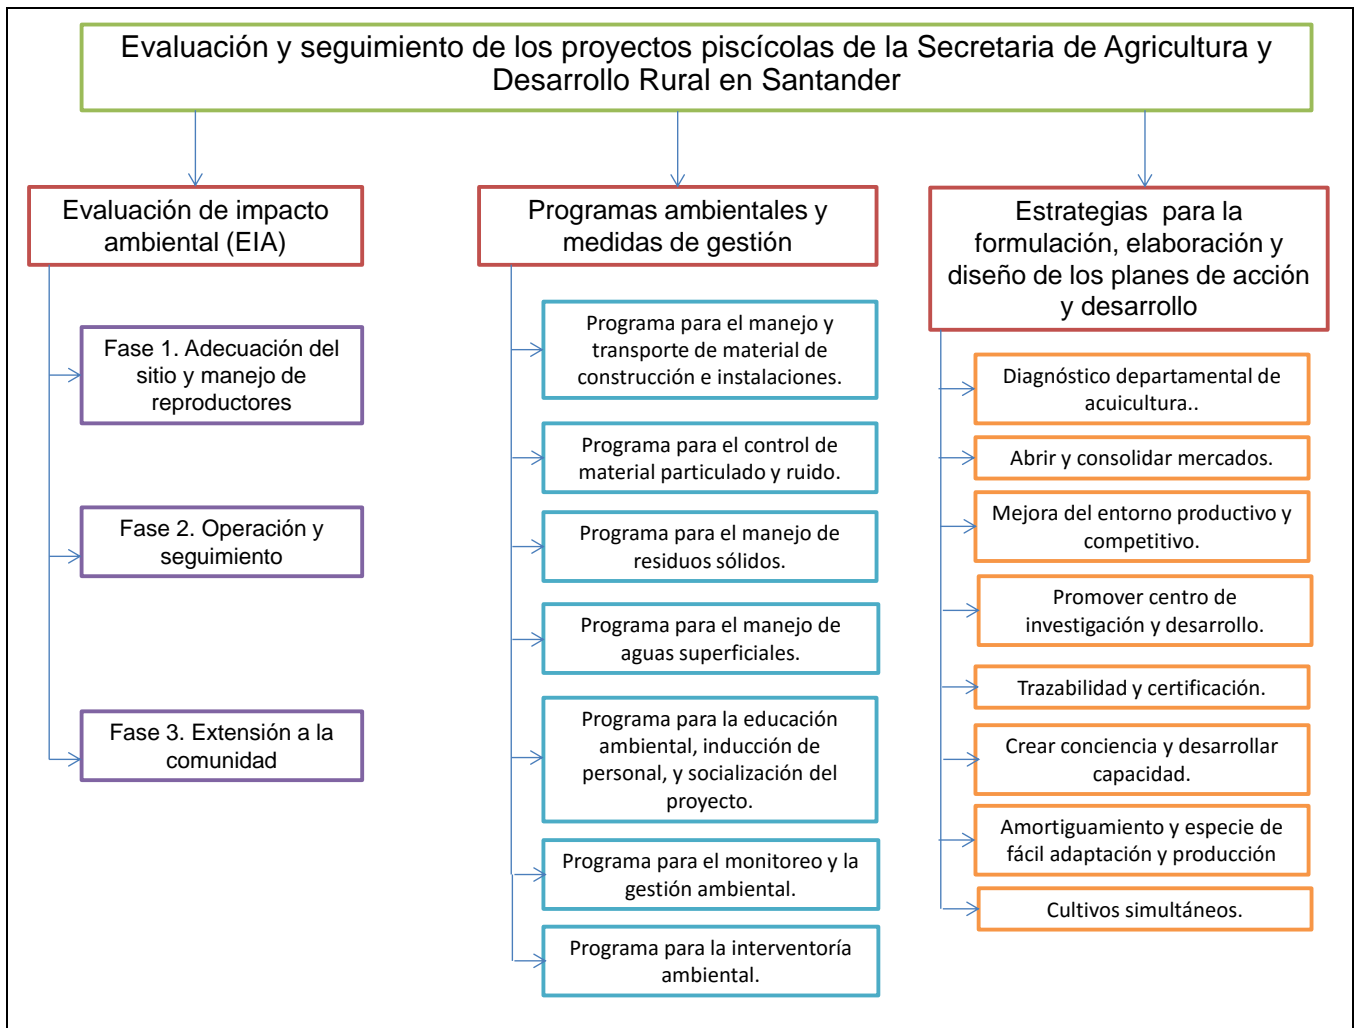 Evaluación y seguimiento de los proyectos piscícolas de la Secretaria de Agricultura y
Desarrollo Rural en Santander
Evaluación de impacto
ambiental (EIA)
Fase 1. Adecuación del
sitio y manejo de
reproductores
Fase 2. Operación y
seguimiento
Fase 3. Extensión a la
comunidad
Programas ambientales y
medidas de gestión
Programa para el manejo y
transporte de material de
construcción e instalaciones.
Programa para el control de
material particulado y ruido.
Programa para el manejo de
residuos sólidos.
Programa para el manejo de
aguas superficiales.
Programa para la educación
ambiental, inducción de
personal, y socialización del
proyecto.
Programa para el monitoreo y la
gestión ambiental.
Programa para la interventoría
ambiental.
Estrategias para la
formulación, elaboración y
diseño de los planes de acción
y desarrollo
Diagnóstico departamental de
acuicultura..
Abrir y consolidar mercados.
Mejora del entorno productivo y
competitivo.
Promover centro de
investigación y desarrollo.
Trazabilidad y certificación.
Crear conciencia y desarrollar
capacidad.
Amortiguamiento y especie de
fácil adaptación y producción
Cultivos simultáneos.